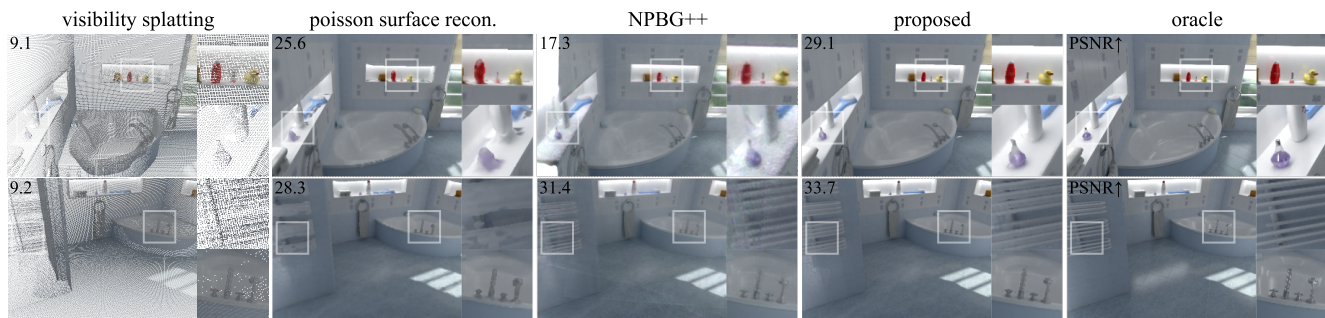 visibility splatting poisson surface recon. NPBG++ proposed oracle
9.1 25.6 17.3 29.1 PSNR↑
9.2 28.3 31.4 33.7 PSNR↑